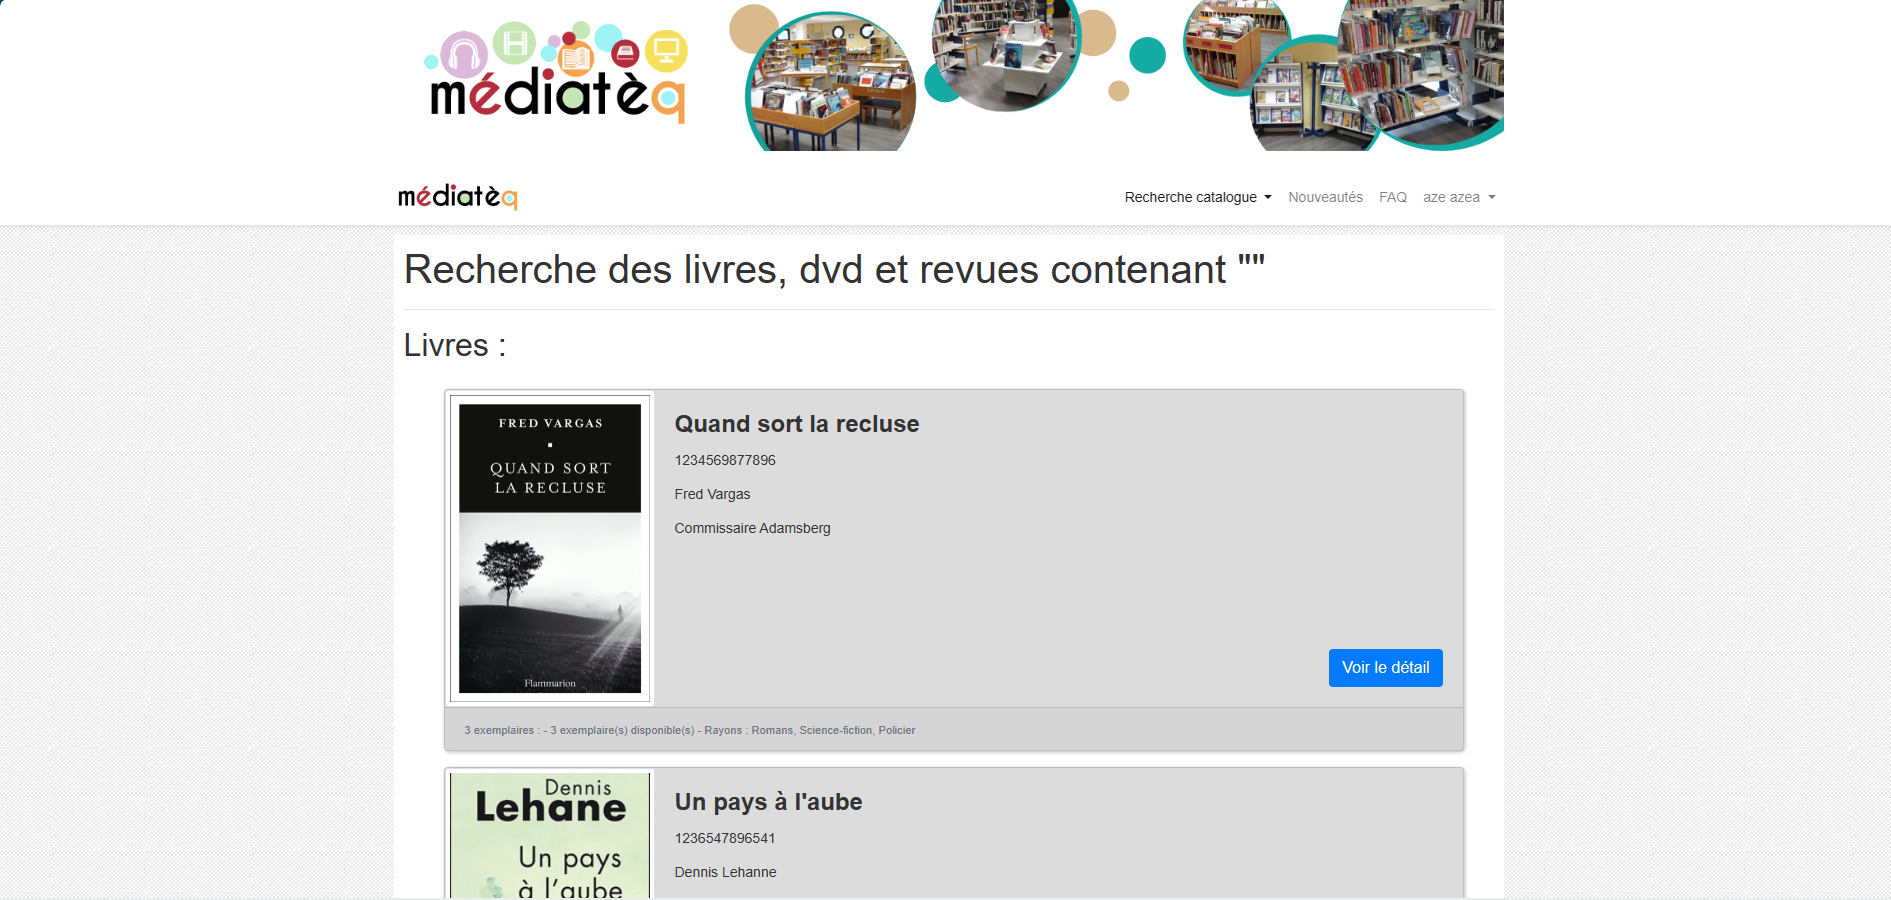 médiatèq
médiatèq
Recherche catalogue
Nouveautés
FAQ
aze azea
Recherche des livres, dvd et revues contenant ""
Livres :
FRED VARGAS
QUAND SORT
LA RECLUSE
Flammarion
Quand sort la recluse
1234569877896
Fred Vargas
Commissaire Adamsberg
Voir le détail
3 exemplaires : - 3 exemplaire(s) disponible(s) - Rayons : Romans, Science-fiction, Policier
Dennis
Lehane
Un pays
à l'aube
Un pays à l'aube
1236547896541
Dennis Lehanne